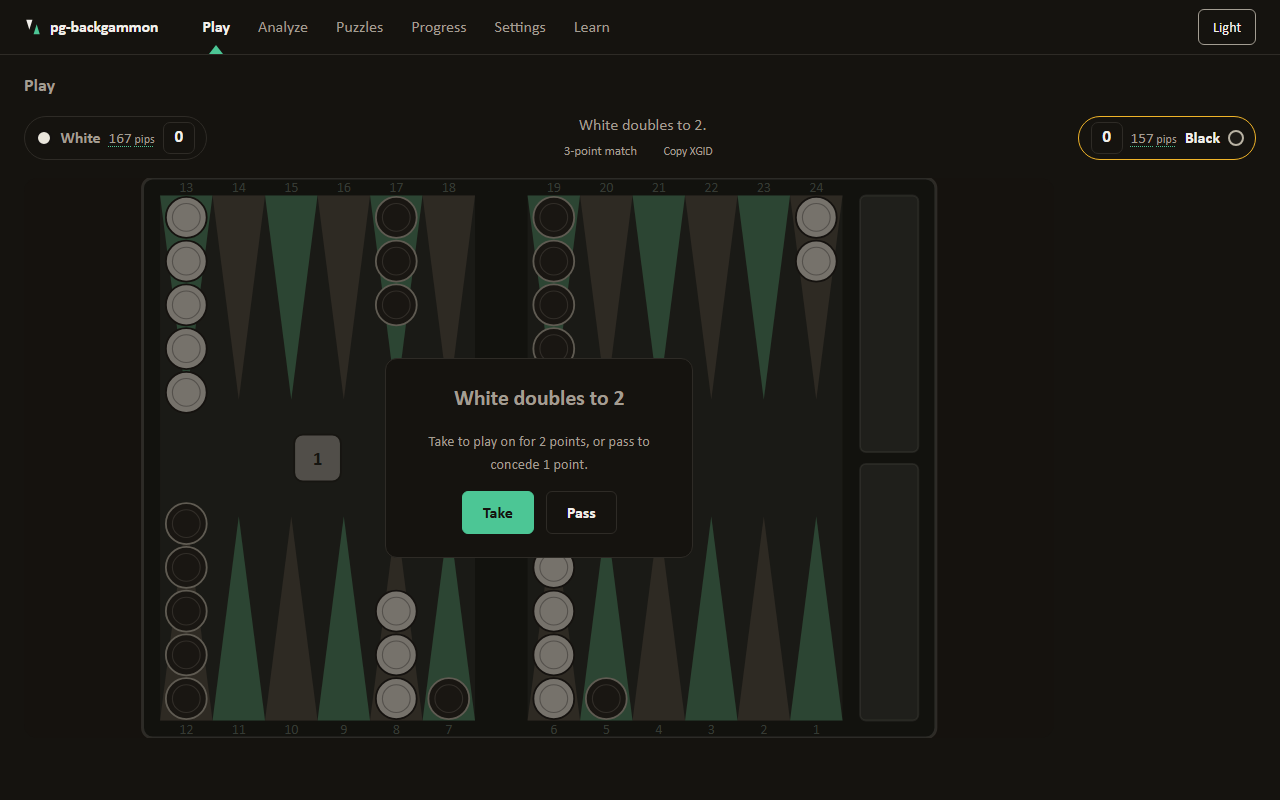 pg-backgammon
Play
Analyze
Puzzles
Progress
Settings
Learn
Light
Play
White 167 pips 0
White doubles to 2.
3-point match
Copy XGID
0 157 pips Black
13 14 15 16 17 18 19 20 21 22 23 24
White doubles to 2
Take to play on for 2 points, or pass to
concede 1 point.
1
Take
Pass
12 11 10 9 8 7 6 5 4 3 2 1